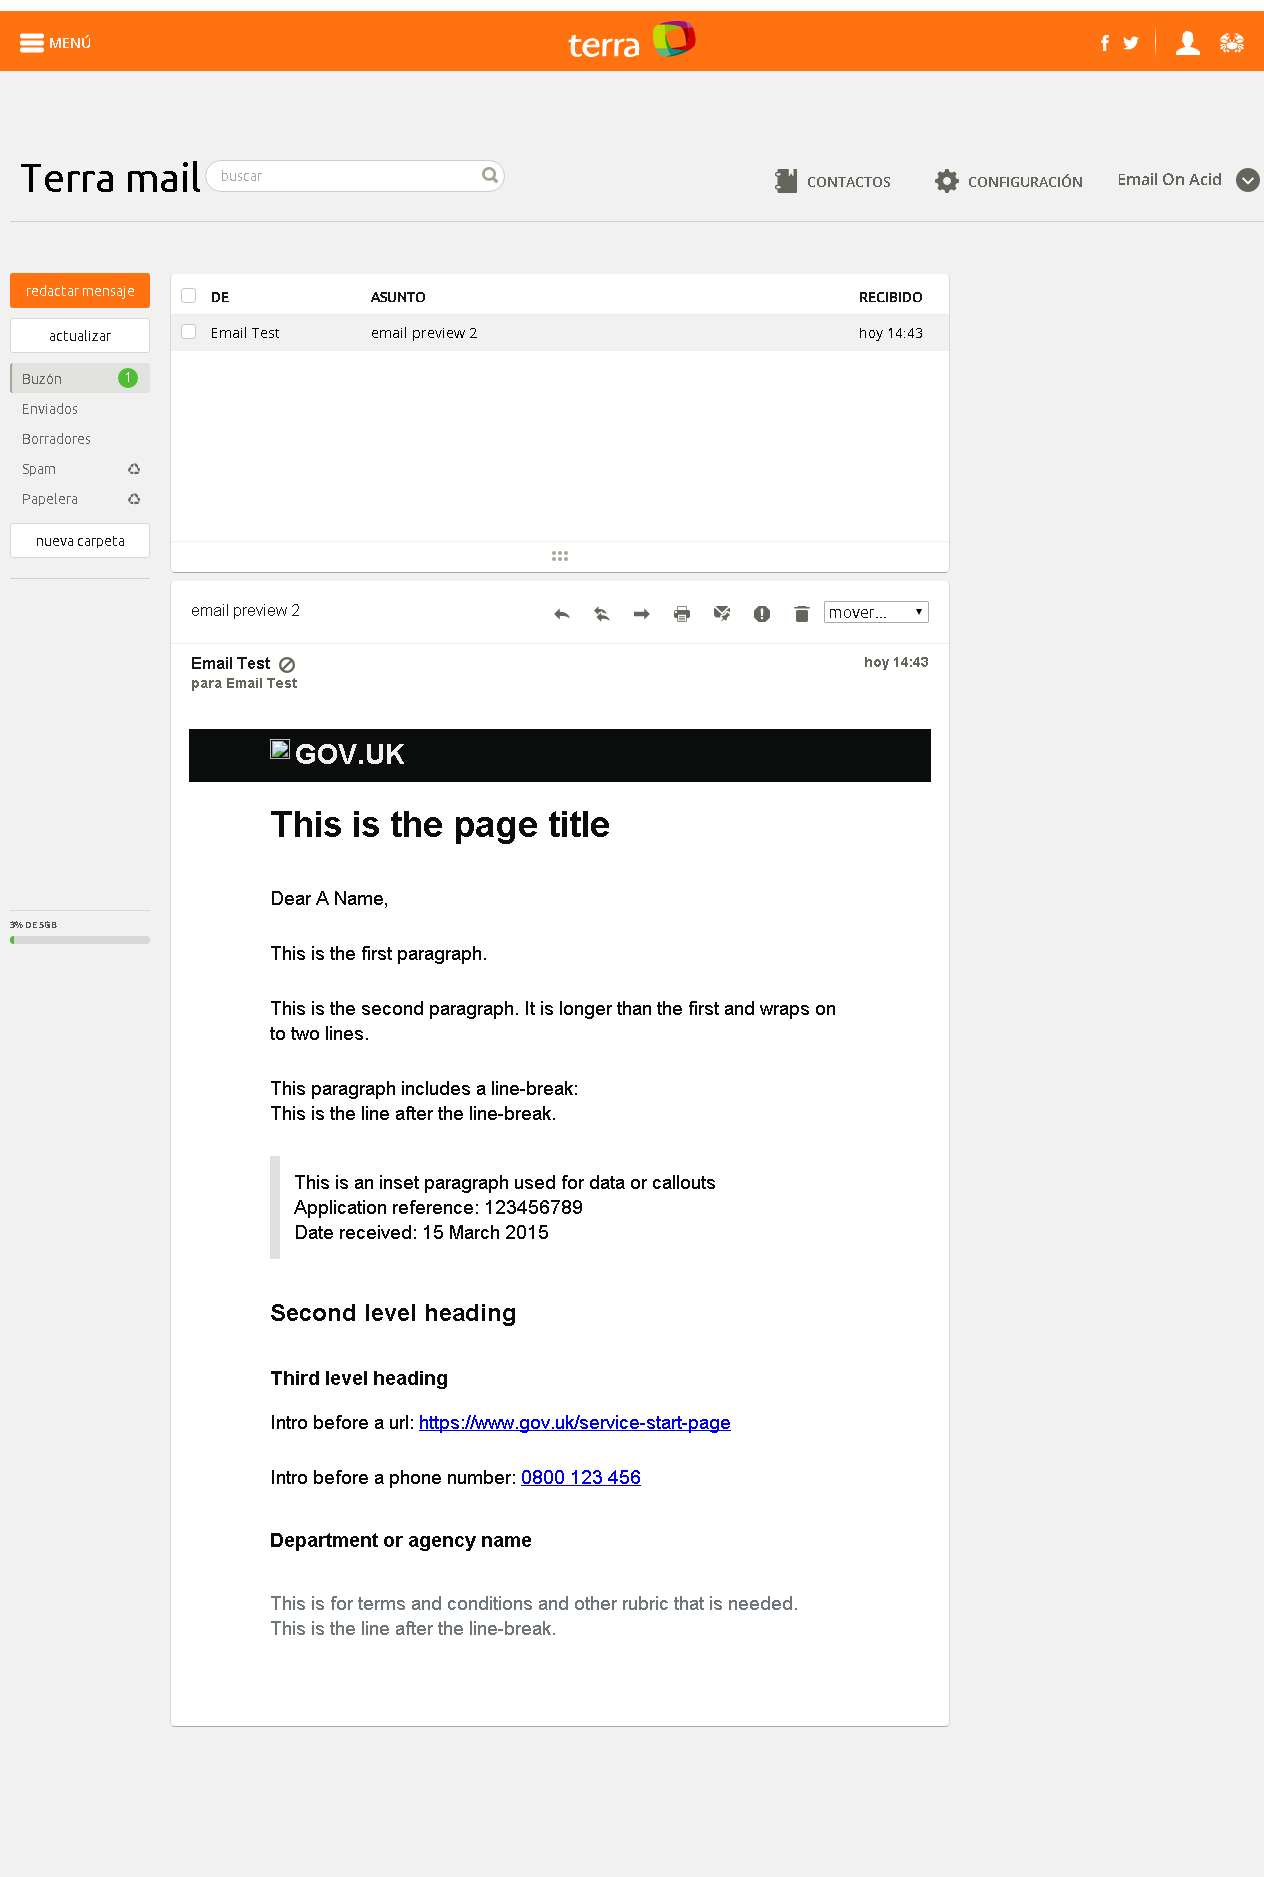 MENÚ
terra
Terra mail
buscar
CONTACTOS
CONFIGURACIÓN
Email On Acid
redactar mensaje
actualizar
Buzón 1
Enviados
Borradores
Spam
Papelera
nueva carpeta
3% DE 5GB
DE ASUNTO RECIBIDO
Email Test email preview 2 hoy 14:43
email preview 2
mover...
Email Test hoy 14:43
para Email Test
GOV.UK
This is the page title
Dear A Name,
This is the first paragraph.
This is the second paragraph. It is longer than the first and wraps on
to two lines.
This paragraph includes a line-break:
This is the line after the line-break.
This is an inset paragraph used for data or callouts
Application reference: 123456789
Date received: 15 March 2015
Second level heading
Third level heading
Intro before a url: https://www.gov.uk/service-start-page
Intro before a phone number: 0800 123 456
Department or agency name
This is for terms and conditions and other rubric that is needed.
This is the line after the line-break.